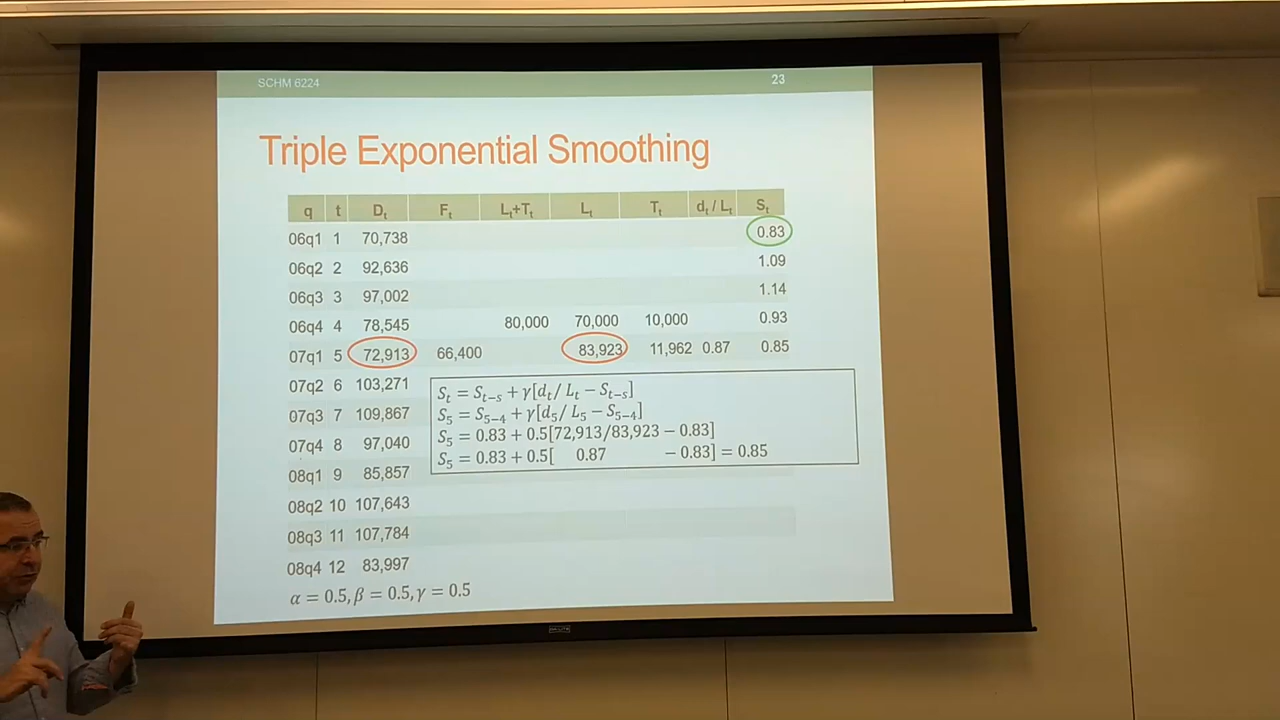 SCHM 6224 23
Triple Exponential Smoothing
q t Dₜ Fₜ Lₜ+Tₜ Lₜ Tₜ dₜ / Lₜ Sₜ
06q1 1 70,738 0.83
06q2 2 92,636 1.09
06q3 3 97,002 1.14
06q4 4 78,545 80,000 70,000 10,000 0.93
07q1 5 72,913 66,400 83,923 11,962 0.87 0.85
07q2 6 103,271
07q3 7 109,867
07q4 8 97,040
08q1 9 85,857
08q2 10 107,643
08q3 11 107,784
08q4 12 83,997
Sₜ = Sₜ₋ₛ + γ[dₜ/ Lₜ − Sₜ₋ₛ]
S₅ = S₅₋₄ + γ[d₅/ L₅ − S₅₋₄]
S₅ = 0.83 + 0.5[72,913/83,923 − 0.83]
S₅ = 0.83 + 0.5[ 0.87 − 0.83] = 0.85
α = 0.5, β = 0.5, γ = 0.5